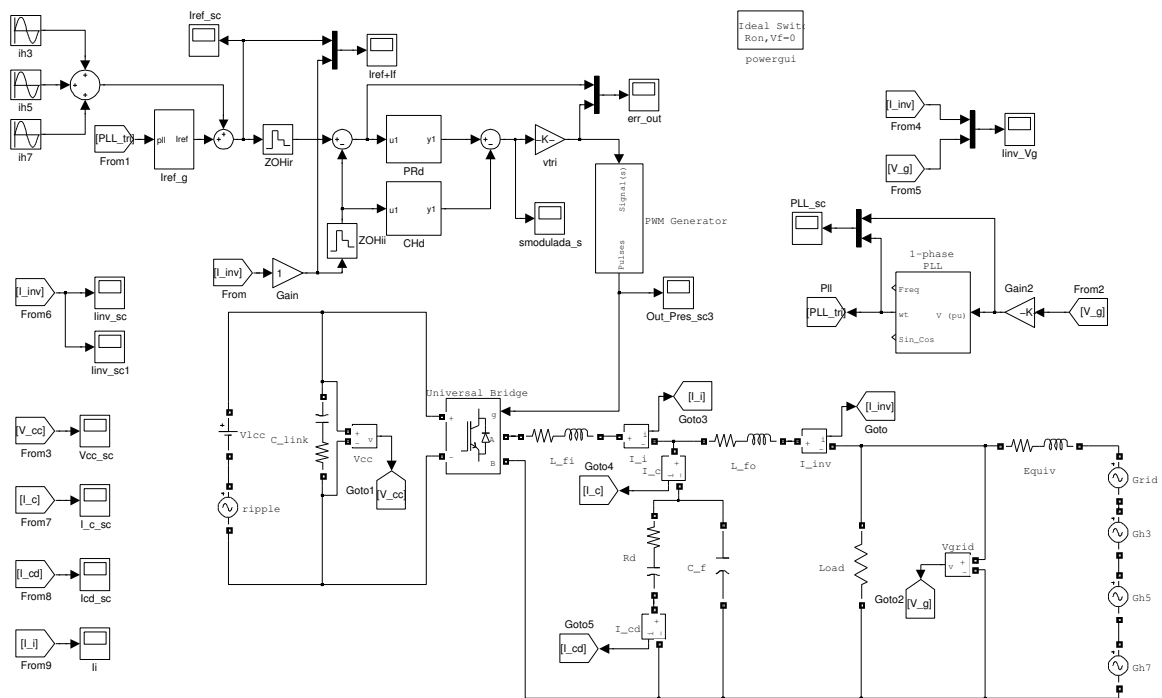 Iref_sc
ih3
Iref+If
Ideal Swit
Ron,Vf=0
powergui
+
+
+
ih5
err_out
[I_inv]
From4
Iinv_Vg
ih7
[PLL_tri
From1
pll
Iref
Iref_g
+
+
ZOHir
+
−
u1
y1
PRd
+
−
-K-
vtri
[V_g]
From5
u1
y1
CHd
ZOHii
smodulada_s
Signal(s)
PWM Generator
Pulses
PLL_sc
1-phase
PLL
[I_inv]
From
1
Gain
Pll
[PLL_tri
Freq
wt
Sin_Cos
V (pu)
Gain2
-K
From2
[V_g]
[I_inv]
From6
Iinv_sc
Out_Pres_sc3
Iinv_sc1
Universal Bridge
g
+
A
−
B
[I_i]
Goto3
[I_inv]
Goto
[V_cc]
From3
Vcc_sc
+
Vlcc
C_link
+
−
v
Vcc
Goto1
[V_cc]
L_fi
+
−
i
I_i
I_c
L_fo
+
−
i
I_inv
Equiv
Grid
Goto4
[I_c]
[I_c]
From7
I_c_sc
ripple
Gh3
Rd
C_f
Load
Vgrid
v
+
−
[I_cd]
From8
Icd_sc
Goto2
[V_g]
Gh5
Goto5
[I_cd]
I_cd
[I_i]
From9
Ii
Gh7